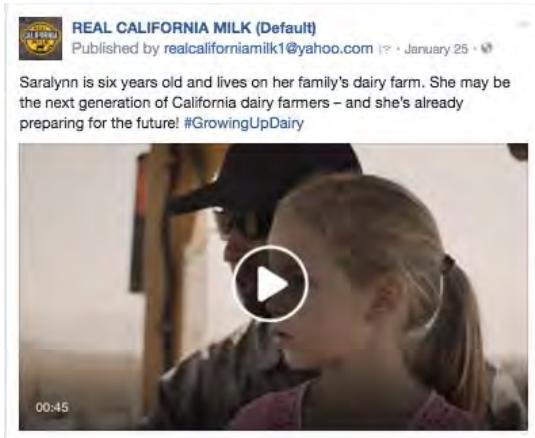 REAL CALIFORNIA MILK (Default)
Published by realcaliforniamilk1@yahoo.com · January 25 ·
Saralynn is six years old and lives on her family's dairy farm. She may be
the next generation of California dairy farmers – and she's already
preparing for the future! #GrowingUpDairy
00:45